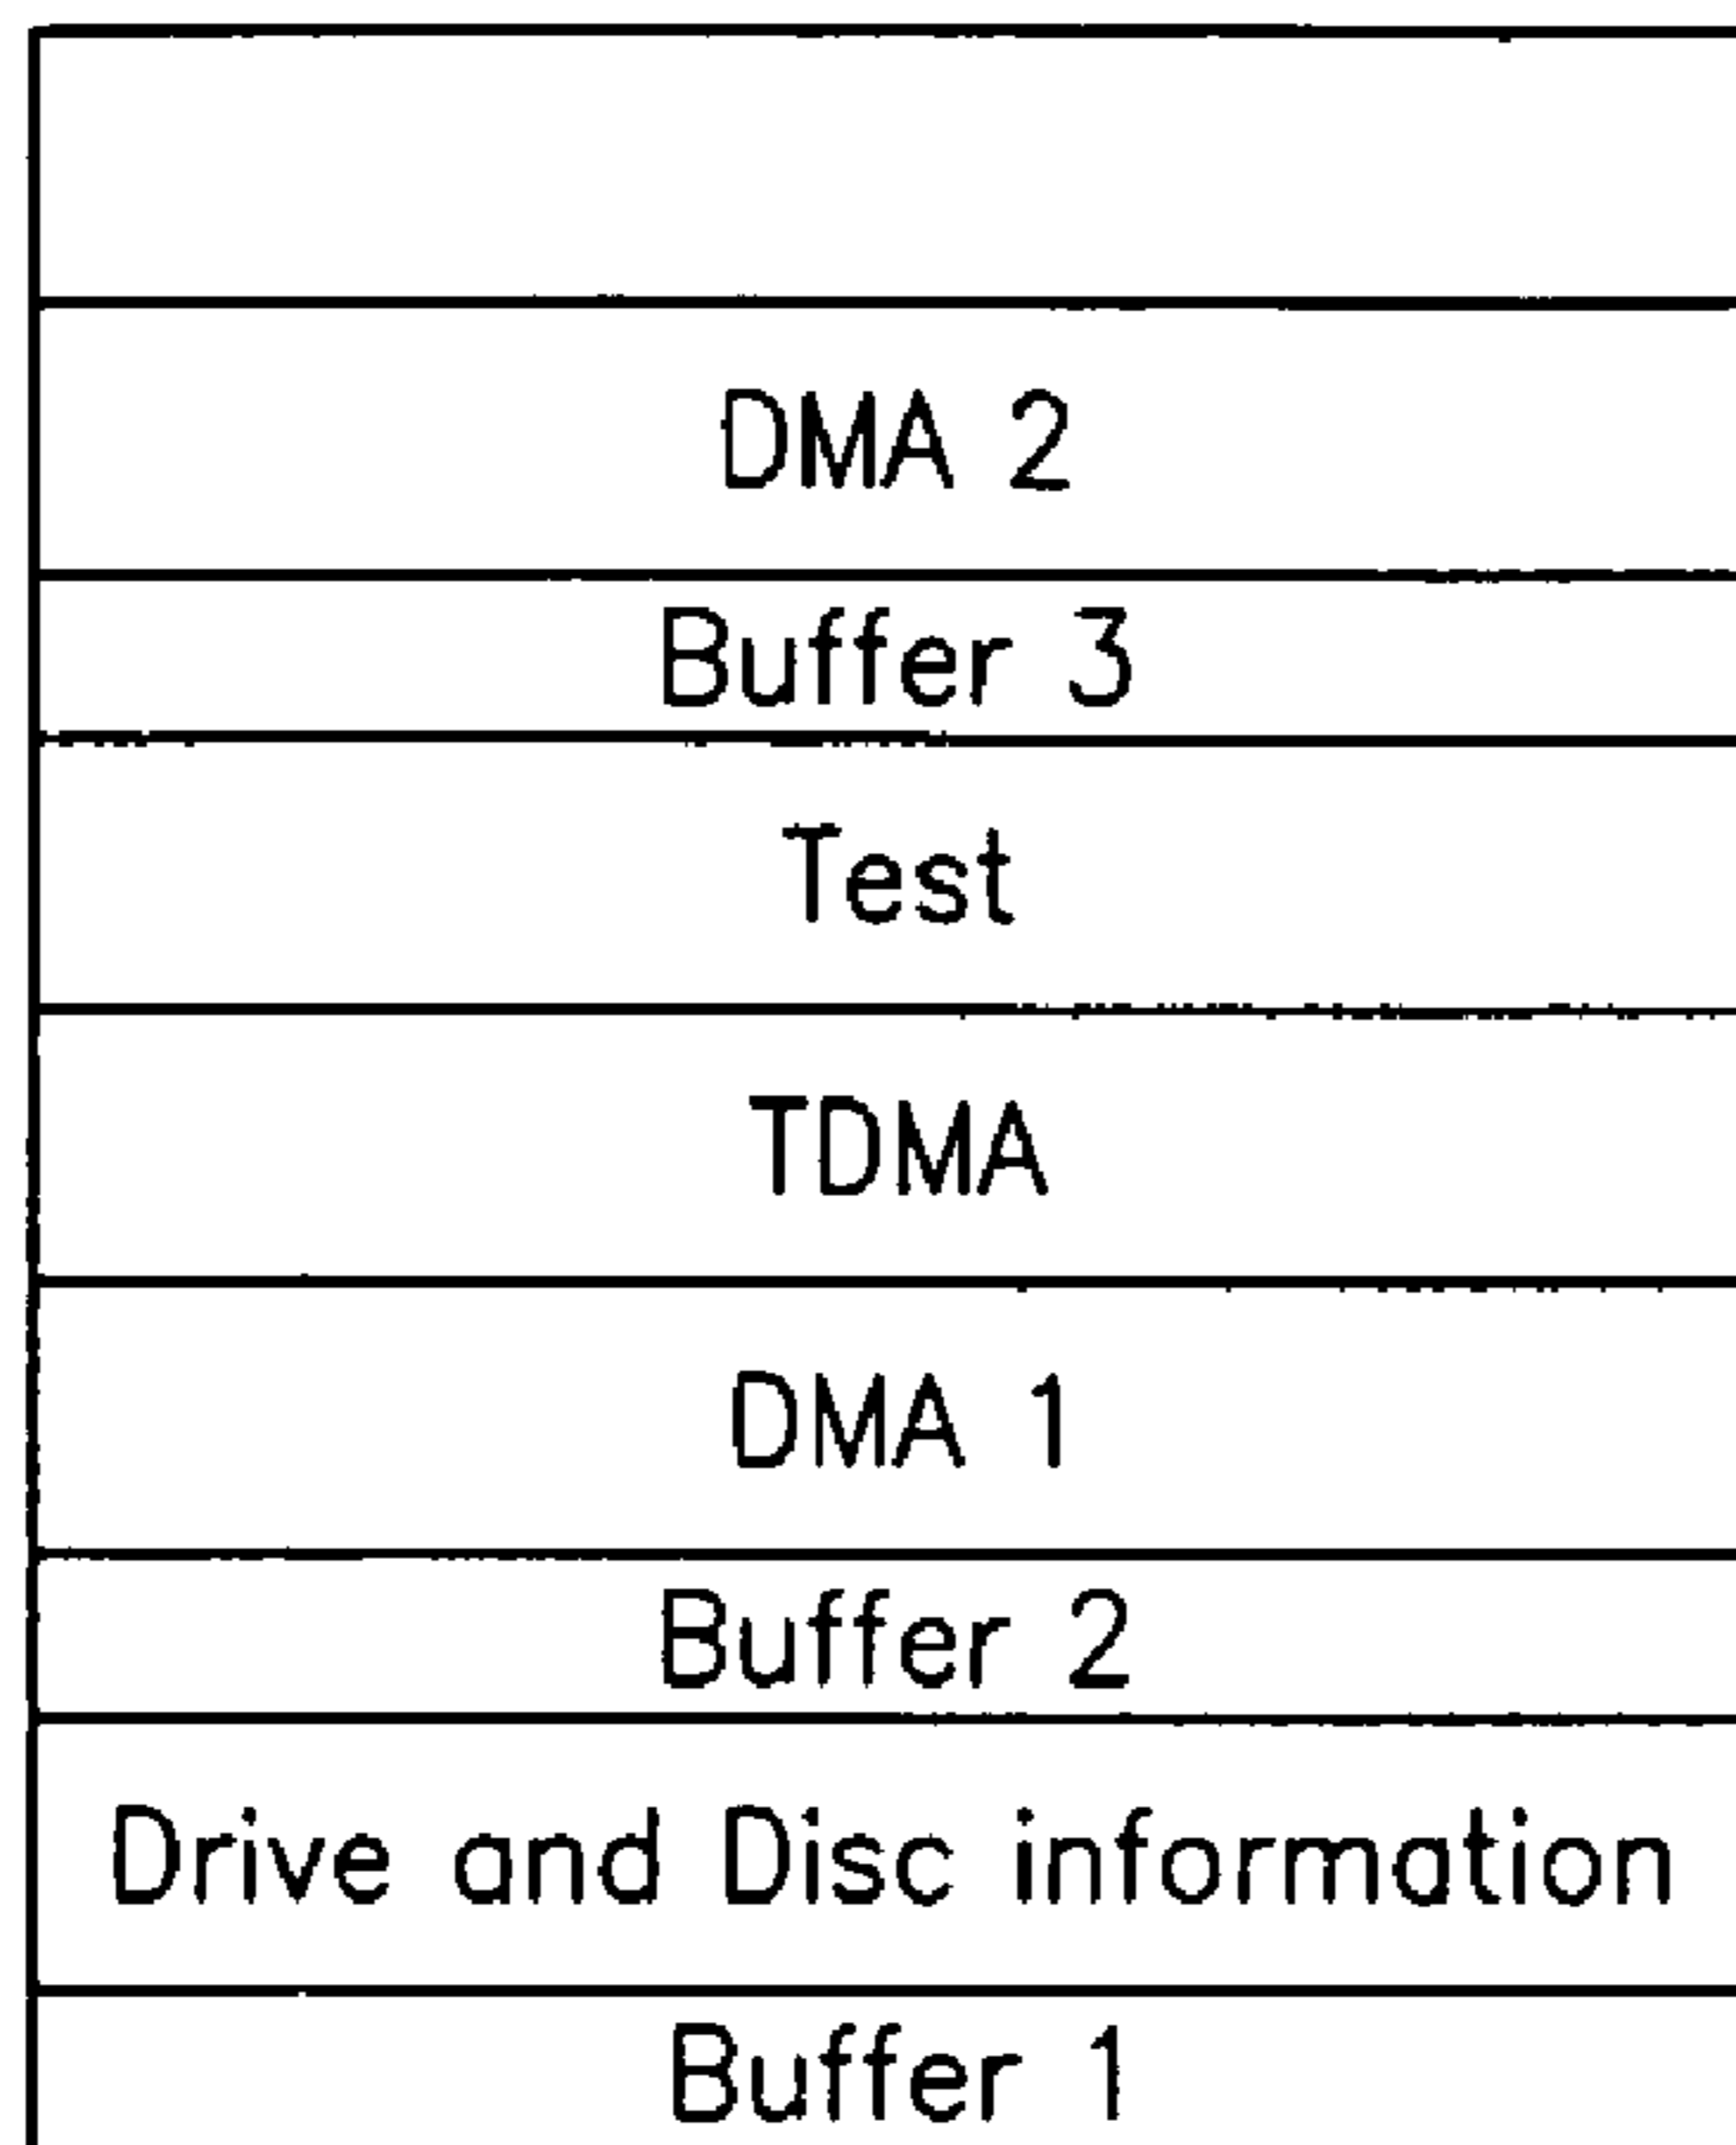 DMA 2
Buffer 3
Test
TDMA
DMA 1
Buffer 2
Drive and Disc information
Buffer 1